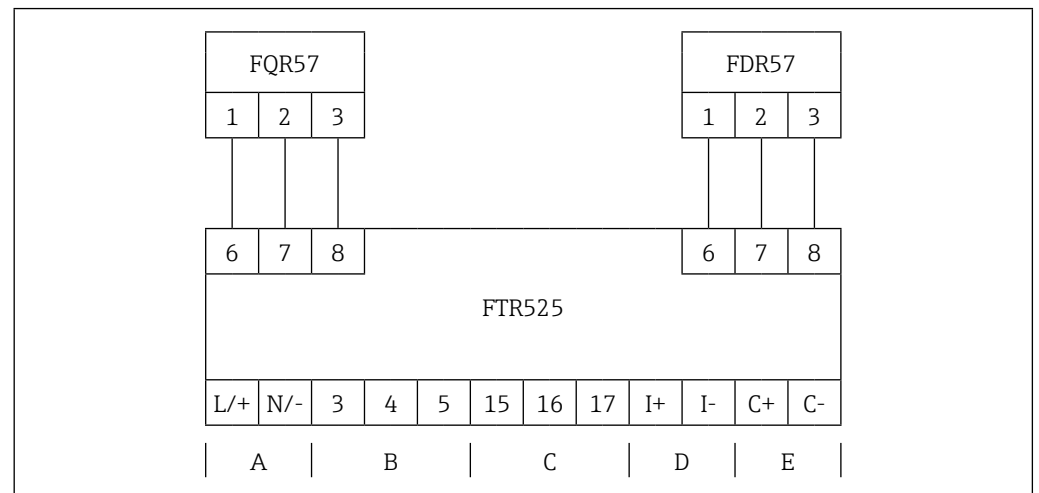 FQR57 FDR57
1 2 3 1 2 3
6 7 8 6 7 8
FTR525
L/+ N/- 3 4 5 15 16 17 I+ I- C+ C-
A B C D E